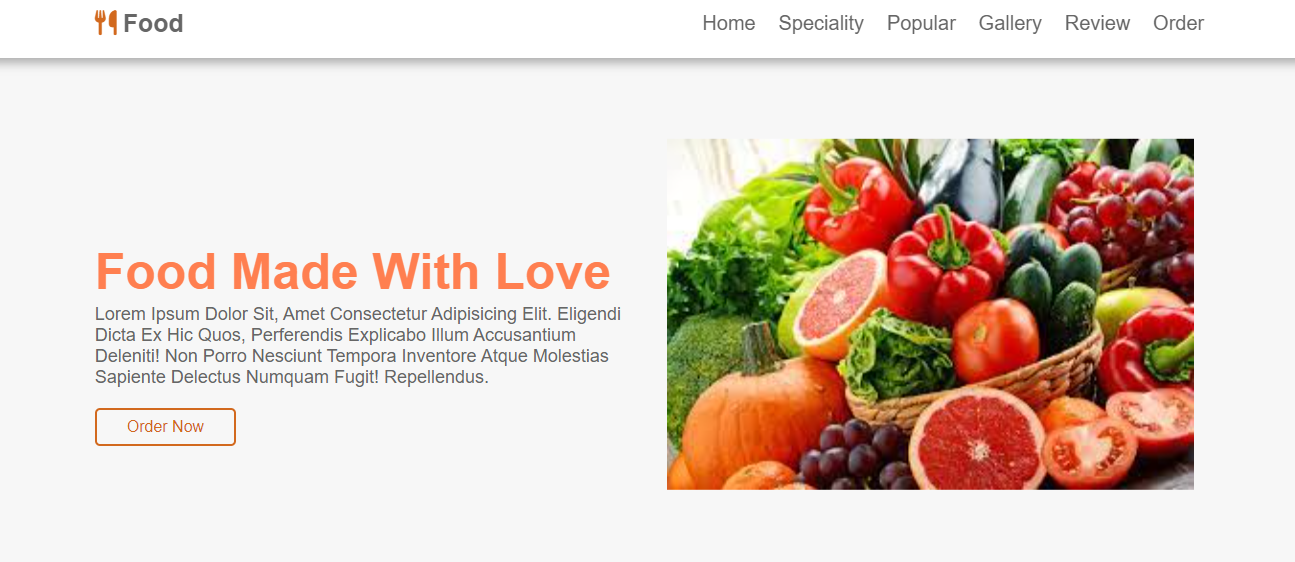 Food
Home Speciality Popular Gallery Review Order
Food Made With Love
Lorem Ipsum Dolor Sit, Amet Consectetur Adipisicing Elit. Eligendi
Dicta Ex Hic Quos, Perferendis Explicabo Illum Accusantium
Deleniti! Non Porro Nesciunt Tempora Inventore Atque Molestias
Sapiente Delectus Numquam Fugit! Repellendus.
Order Now